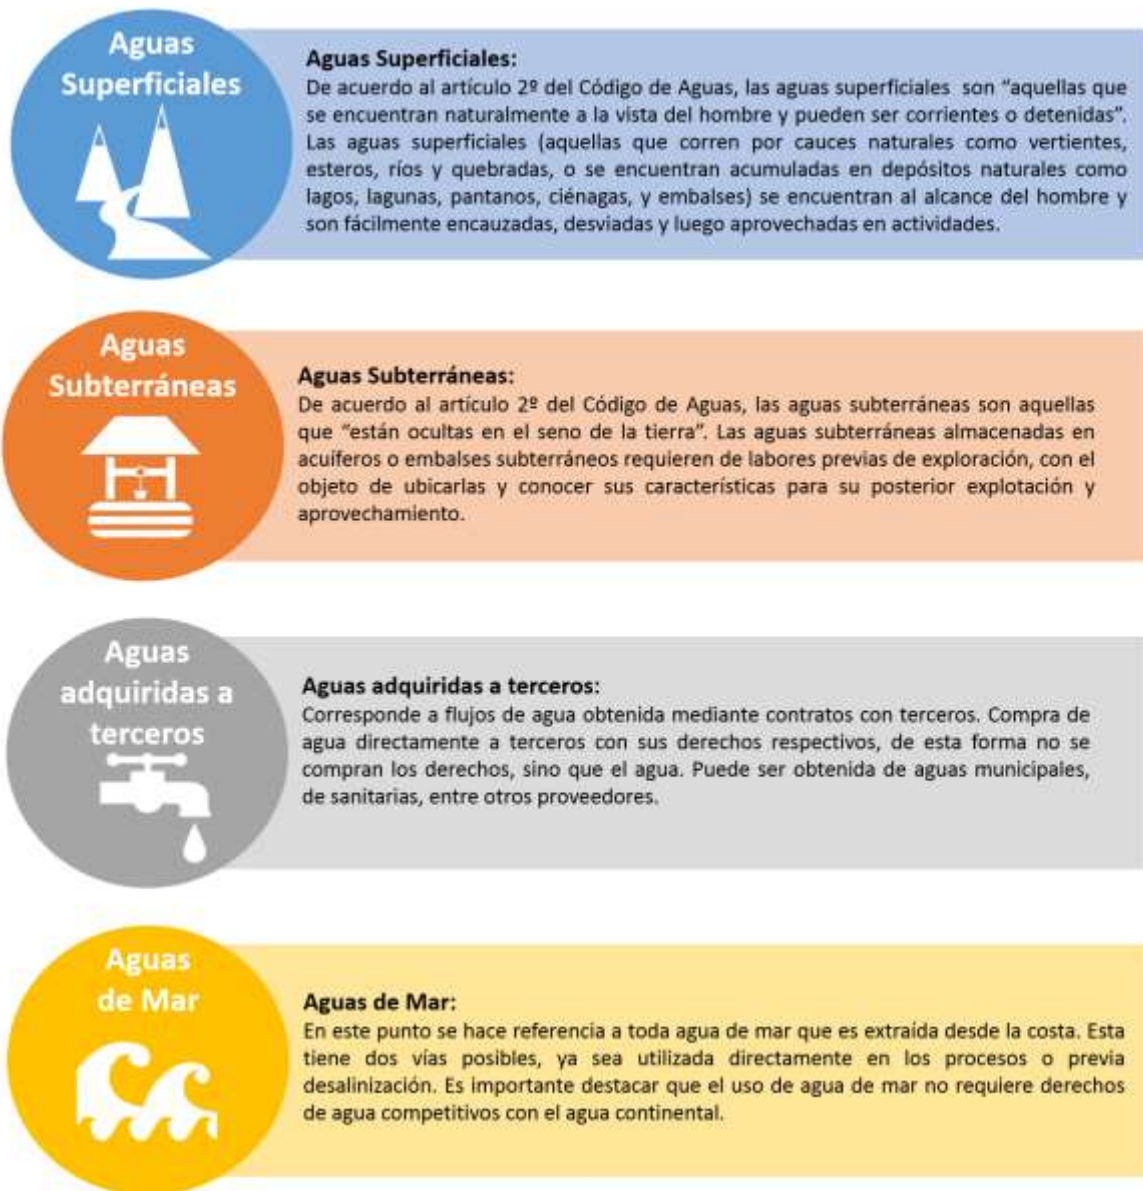 Aguas
Superficiales
Aguas Superficiales:
De acuerdo al artículo 2º del Código de Aguas, las aguas superficiales son “aquellas que
se encuentran naturalmente a la vista del hombre y pueden ser corrientes o detenidas”.
Las aguas superficiales (aquellas que corren por cauces naturales como vertientes,
esteros, ríos y quebradas, o se encuentran acumuladas en depósitos naturales como
lagos, lagunas, pantanos, ciénagas, y embalses) se encuentran al alcance del hombre y
son fácilmente encauzadas, desviadas y luego aprovechadas en actividades.
Aguas
Subterráneas
Aguas Subterráneas:
De acuerdo al artículo 2º del Código de Aguas, las aguas subterráneas son aquellas
que “están ocultas en el seno de la tierra”. Las aguas subterráneas almacenadas en
acuíferos o embalses subterráneos requieren de labores previas de exploración, con el
objeto de ubicarlas y conocer sus características para su posterior explotación y
aprovechamiento.
Aguas
adquiridas a
terceros
Aguas adquiridas a terceros:
Corresponde a flujos de agua obtenida mediante contratos con terceros. Compra de
agua directamente a terceros con sus derechos respectivos, de esta forma no se
compran los derechos, sino que el agua. Puede ser obtenida de aguas municipales,
de sanitarias, entre otros proveedores.
Aguas
de Mar
Aguas de Mar:
En este punto se hace referencia a toda agua de mar que es extraída desde la costa. Esta
tiene dos vías posibles, ya sea utilizada directamente en los procesos o previa
desalinización. Es importante destacar que el uso de agua de mar no requiere derechos
de agua competitivos con el agua continental.